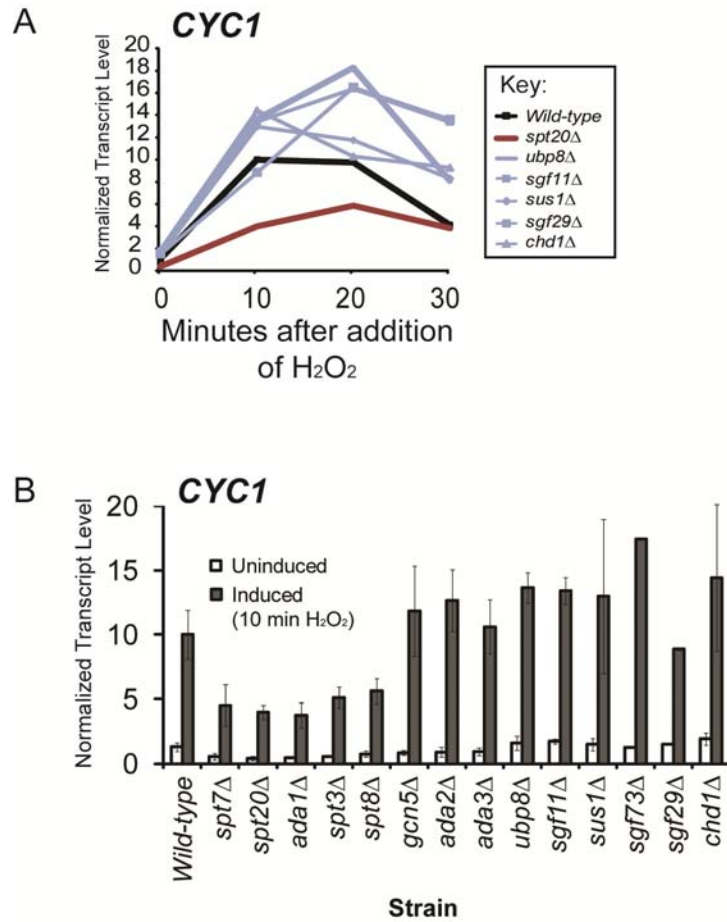 A
CYC1
Normalized Transcript Level
20
18
16
14
12
10
8
6
4
2
0
0 10 20 30
Minutes after addition
of H₂O₂
Key:
Wild-type
spt20Δ
ubp8Δ
sgf11Δ
sus1Δ
sgf29Δ
chd1Δ
B
CYC1
Normalized Transcript Level
20
15
10
5
0
Uninduced
Induced
(10 min H₂O₂)
Wild-type
spt7Δ
spt20Δ
ada1Δ
spt3Δ
spt8Δ
gcn5Δ
ada2Δ
ada3Δ
ubp8Δ
sgf11Δ
sus1Δ
sgf73Δ
sgf29Δ
chd1Δ
Strain